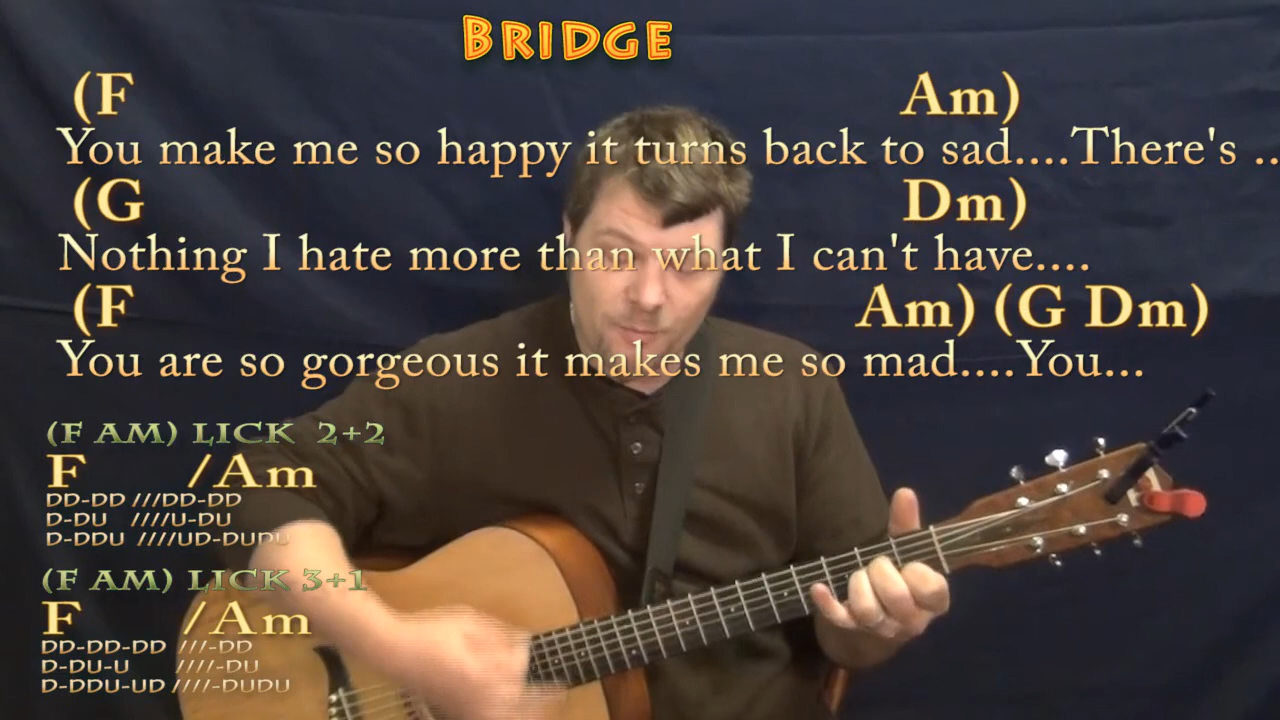 BRIDGE
(F Am)
You make me so happy it turns back to sad....There's ..
(G Dm)
Nothing I hate more than what I can't have....
(F Am) (G Dm)
You are so gorgeous it makes me so mad....You...
(F AM) LICK 2+2
F /Am
DD-DD ///DD-DD
D-DU ////U-DU
D-DDU ////UD-DUDU
(F AM) LICK 3+1
F /Am
DD-DD-DD ///-DD
D-DU-U ////-DU
D-DDU-UD ////-DUDU